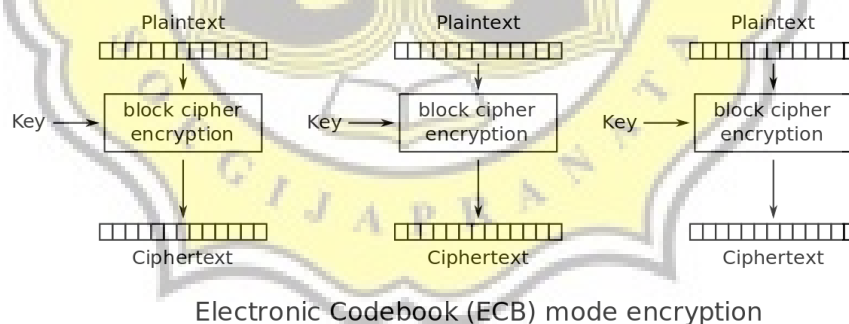 Plaintext
Plaintext
Plaintext
Key
block cipher
encryption
Key
block cipher
encryption
Key
block cipher
encryption
SOEGIJAPRANATA
Ciphertext
Ciphertext
Ciphertext
Electronic Codebook (ECB) mode encryption